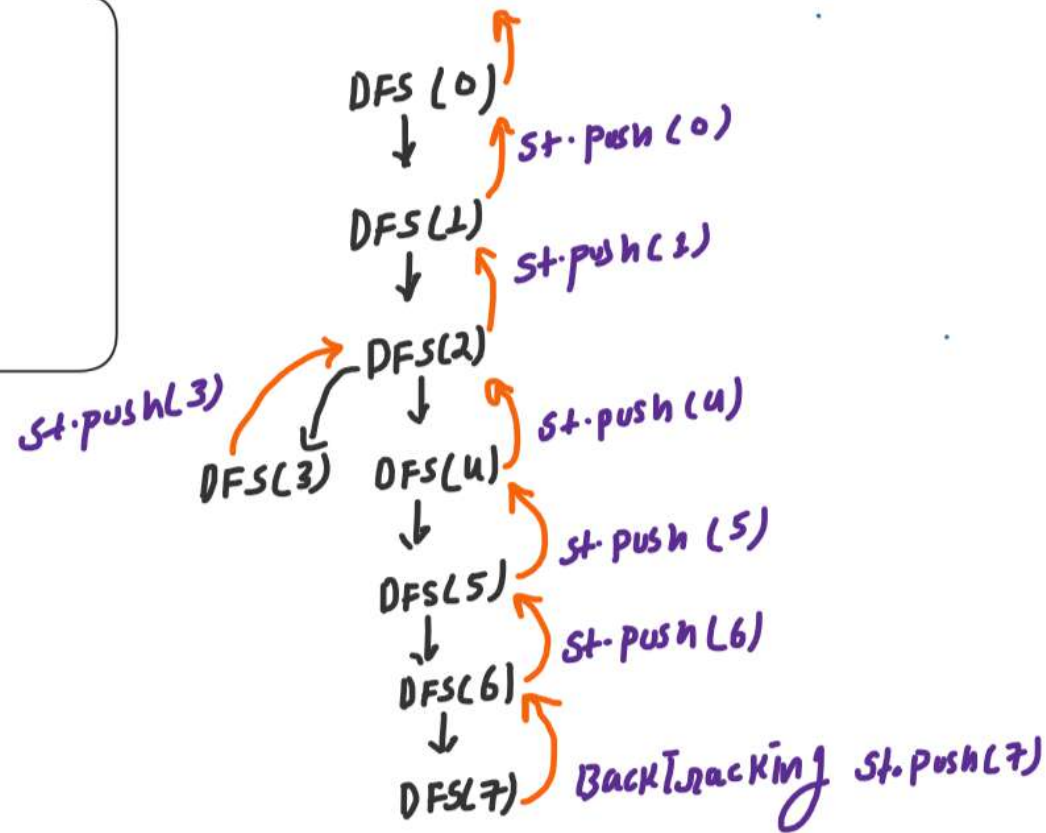 DFS (0)
st.push (0)
DFS(1)
st.push(1)
DFS(2)
st.push(3)
st.push(4)
DFS(3) DFS(4)
st.push (5)
DFS(5)
st.push(6)
DFS(6)
BackTracking st.push(7)
DFS(7)